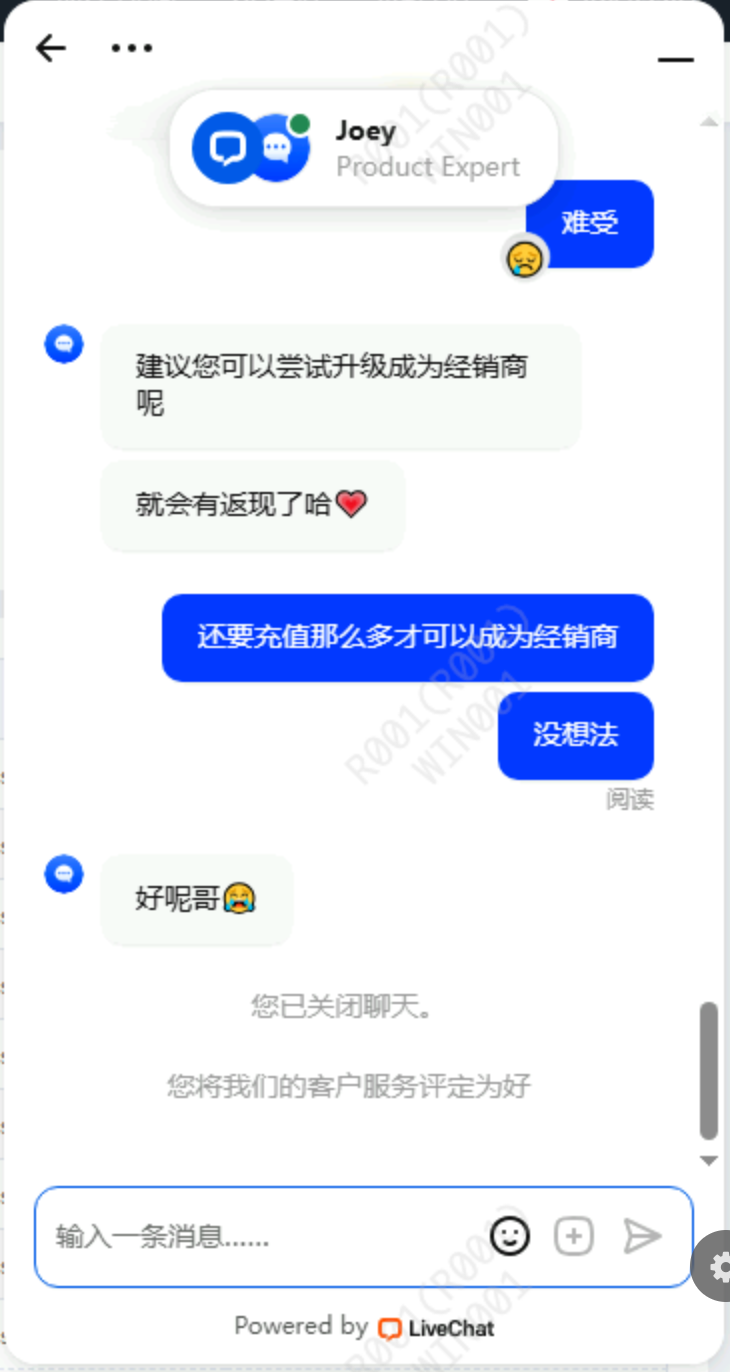 R001(R001)
WIN001
Joey
Product Expert
难受
建议您可以尝试升级成为经销商
呢
就会有返现了哈❤️
还要充值那么多才可以成为经销商
R001(R001)
WIN001
没想法
阅读
好呢哥😭
您已关闭聊天。
您将我们的客户服务评定为好
输入一条消息......
R001(R001)
WIN001
Powered by LiveChat